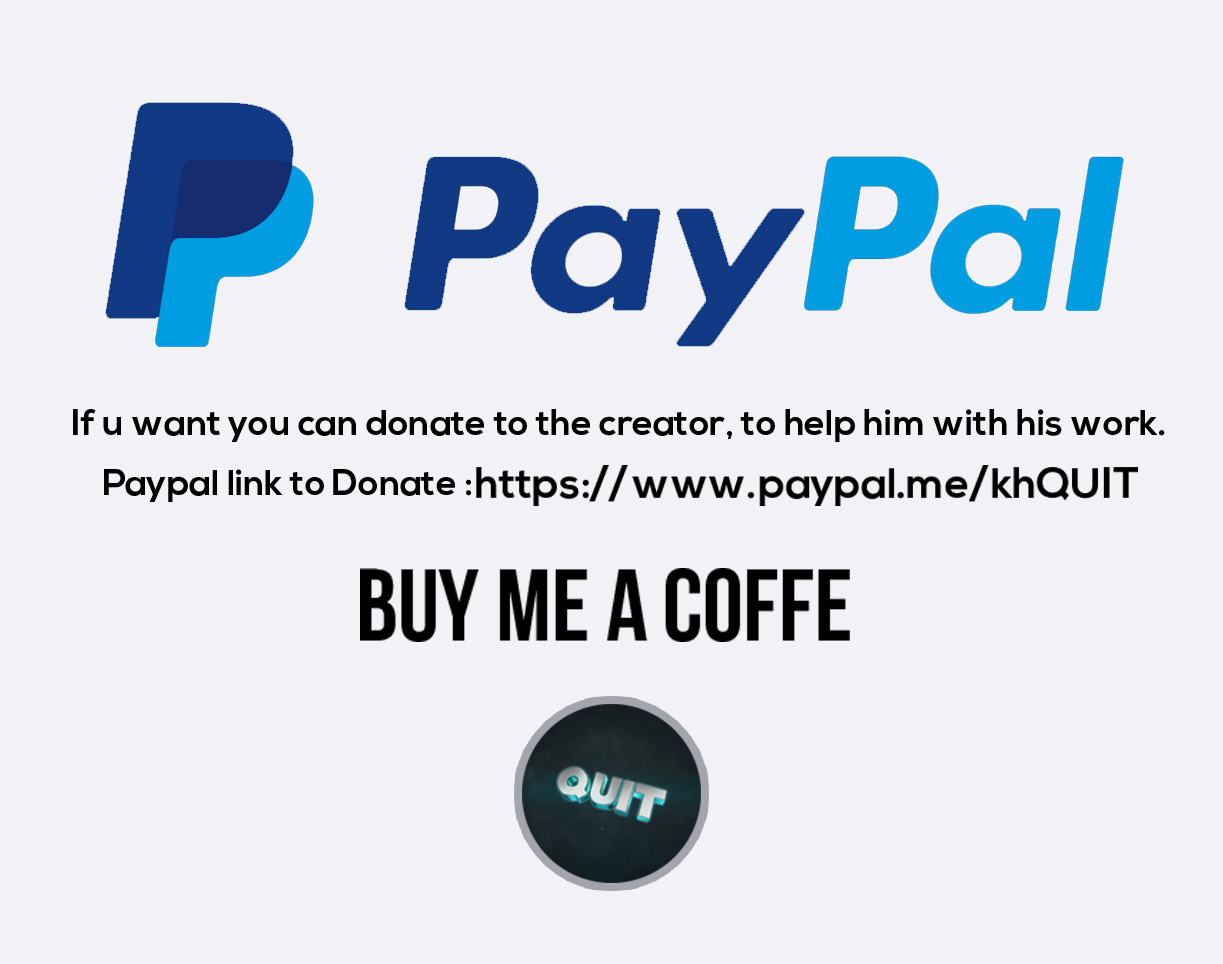 PayPal
If u want you can donate to the creator, to help him with his work.
Paypal link to Donate :https://www.paypal.me/khQUIT
BUY ME A COFFE
QUIT